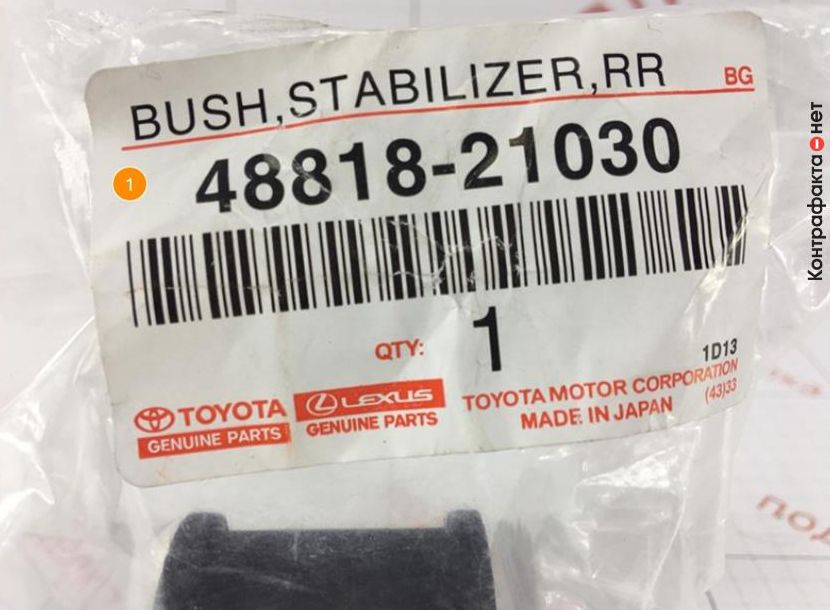 BUSH,STABILIZER,RR
BG
1
48818-21030
QTY:
1
1D13
TOYOTA
GENUINE PARTS
LEXUS
GENUINE PARTS
TOYOTA MOTOR CORPORATION
MADE IN JAPAN
(43)33
Контрафакта нет
под